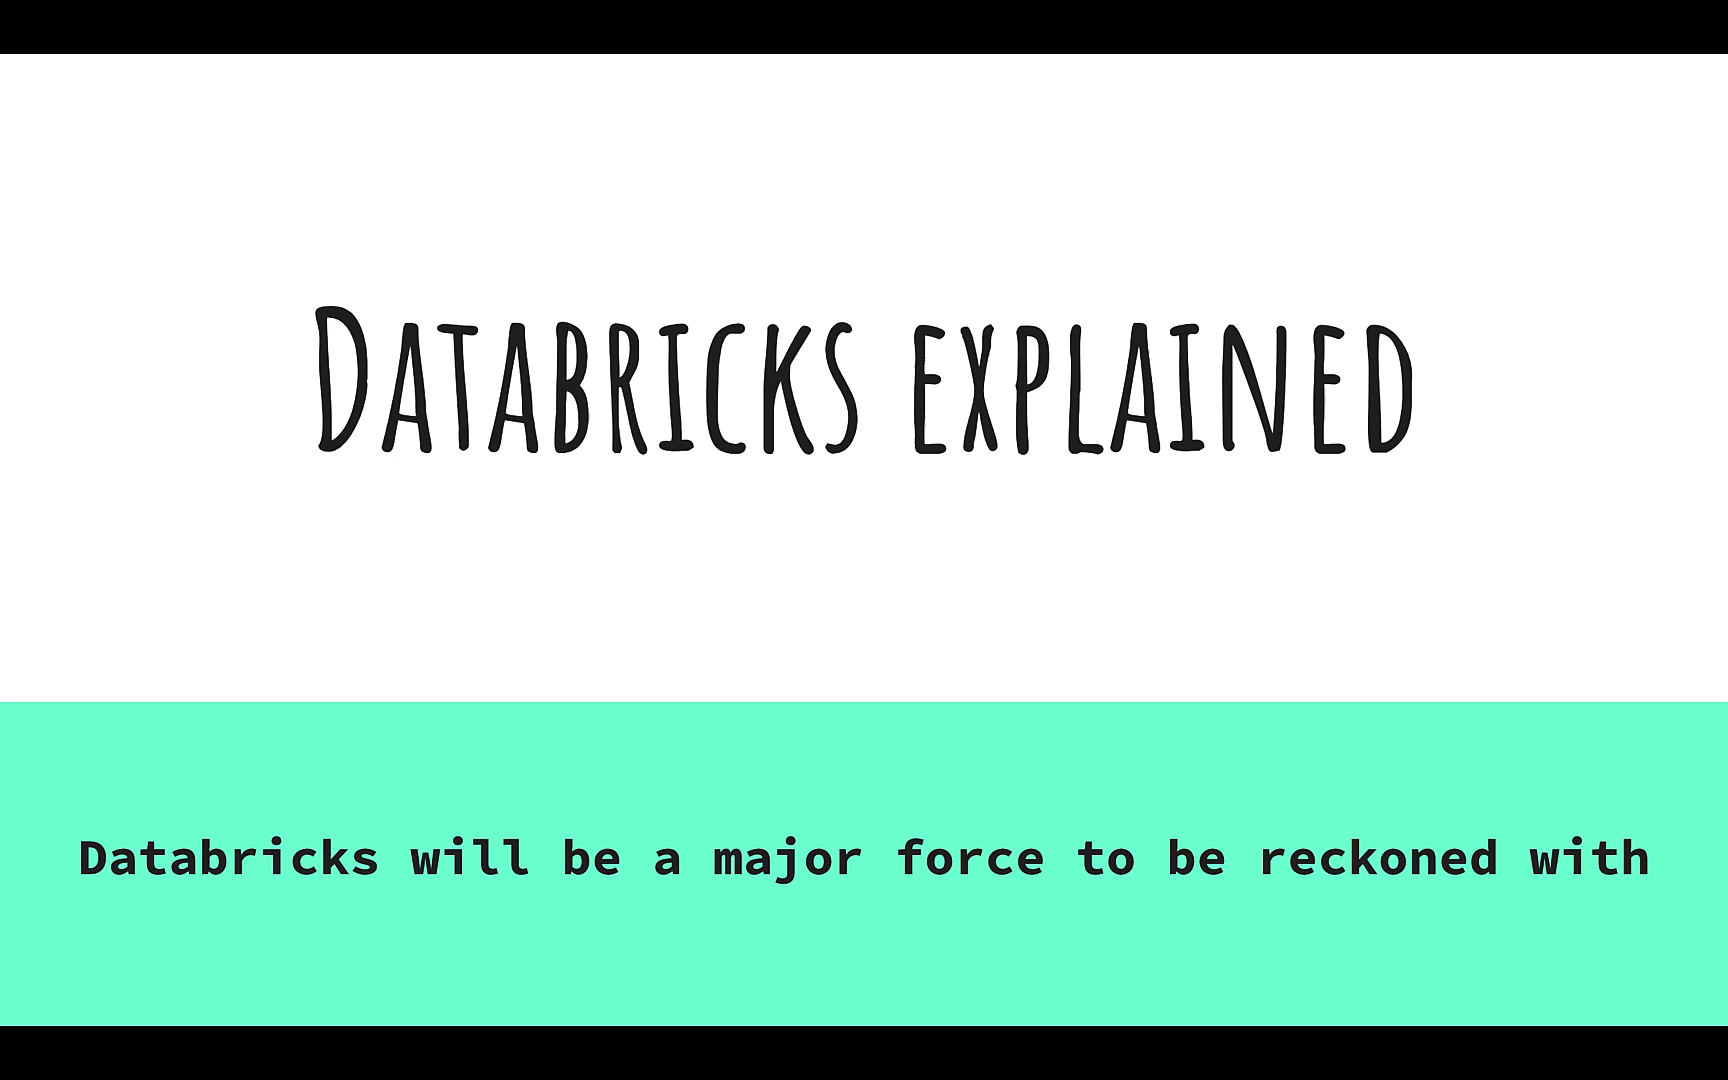 Databricks explained
Databricks will be a major force to be reckoned with